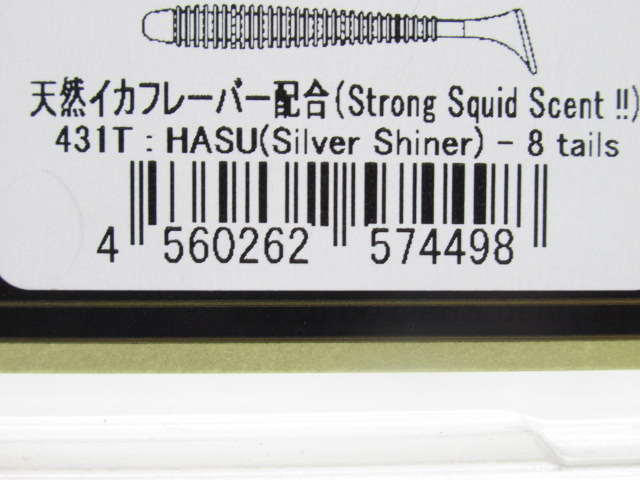 天然イカフレーバー配合(Strong Squid Scent !!)
431T : HASU(Silver Shiner) - 8 tails
4 560262 574498